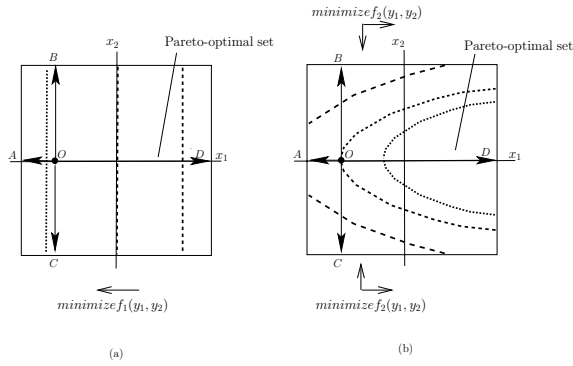 minimizef₂(y₁, y₂)
x₂
Pareto-optimal set
B
A
O
D
x₁
C
minimizef₁(y₁, y₂)
(a)
x₂
Pareto-optimal set
B
A
O
D
x₁
C
minimizef₂(y₁, y₂)
(b)